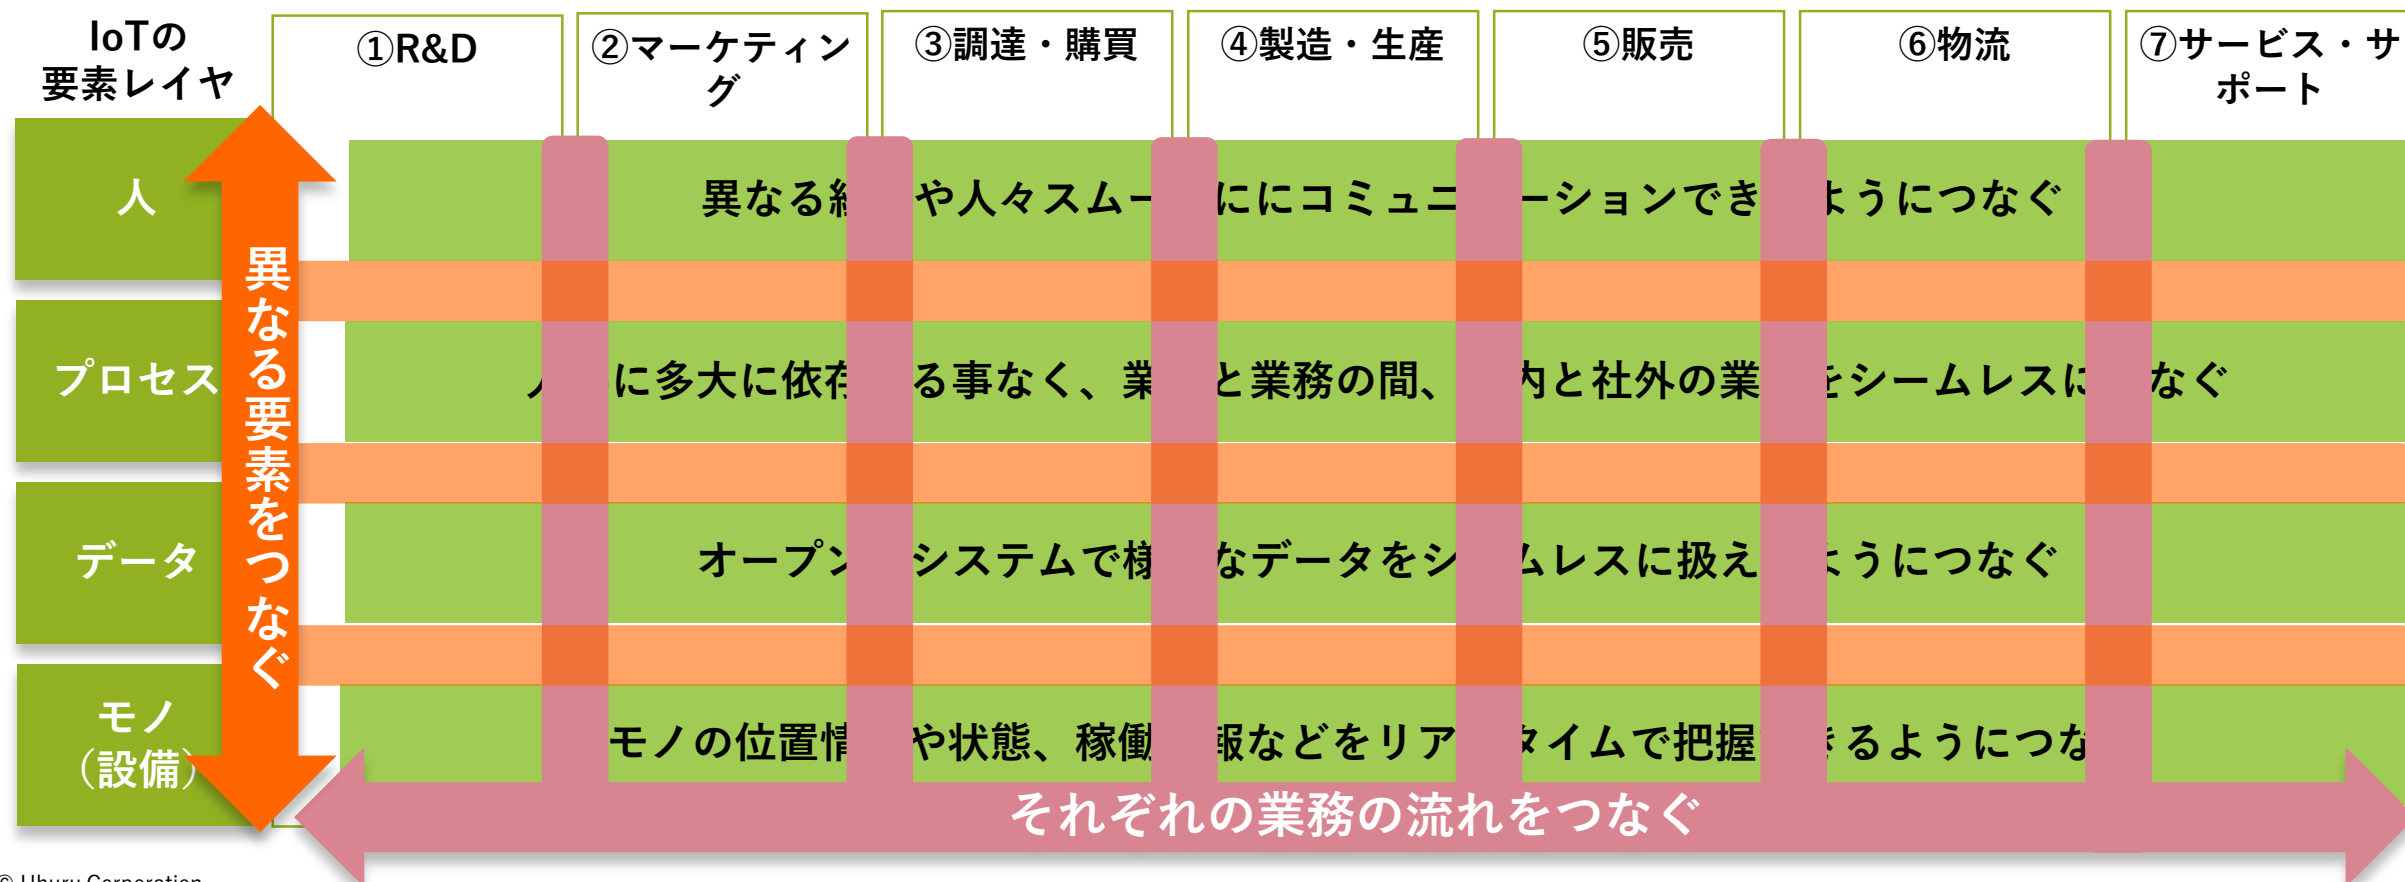 IoTの
要素レイヤ
①R&D
②マーケティン
グ
③調達・購買
④製造・生産
⑤販売
⑥物流
⑦サービス・サ
ポート
人
異なる や人々スムー ににコミュニ ーションでき ようにつなぐ
プロセス
に多大に依存 る事なく、業 と業務の間、 内と社外の業 をシームレスに なぐ
データ
オープン システムで様 なデータをシ ムレスに扱え ようにつなぐ
モノ
（設備）
モノの位置情 や状態、稼働 報などをリア タイムで把握 きるようにつな
異なる要素をつなぐ
それぞれの業務の流れをつなぐ
© Uhuru Corporation